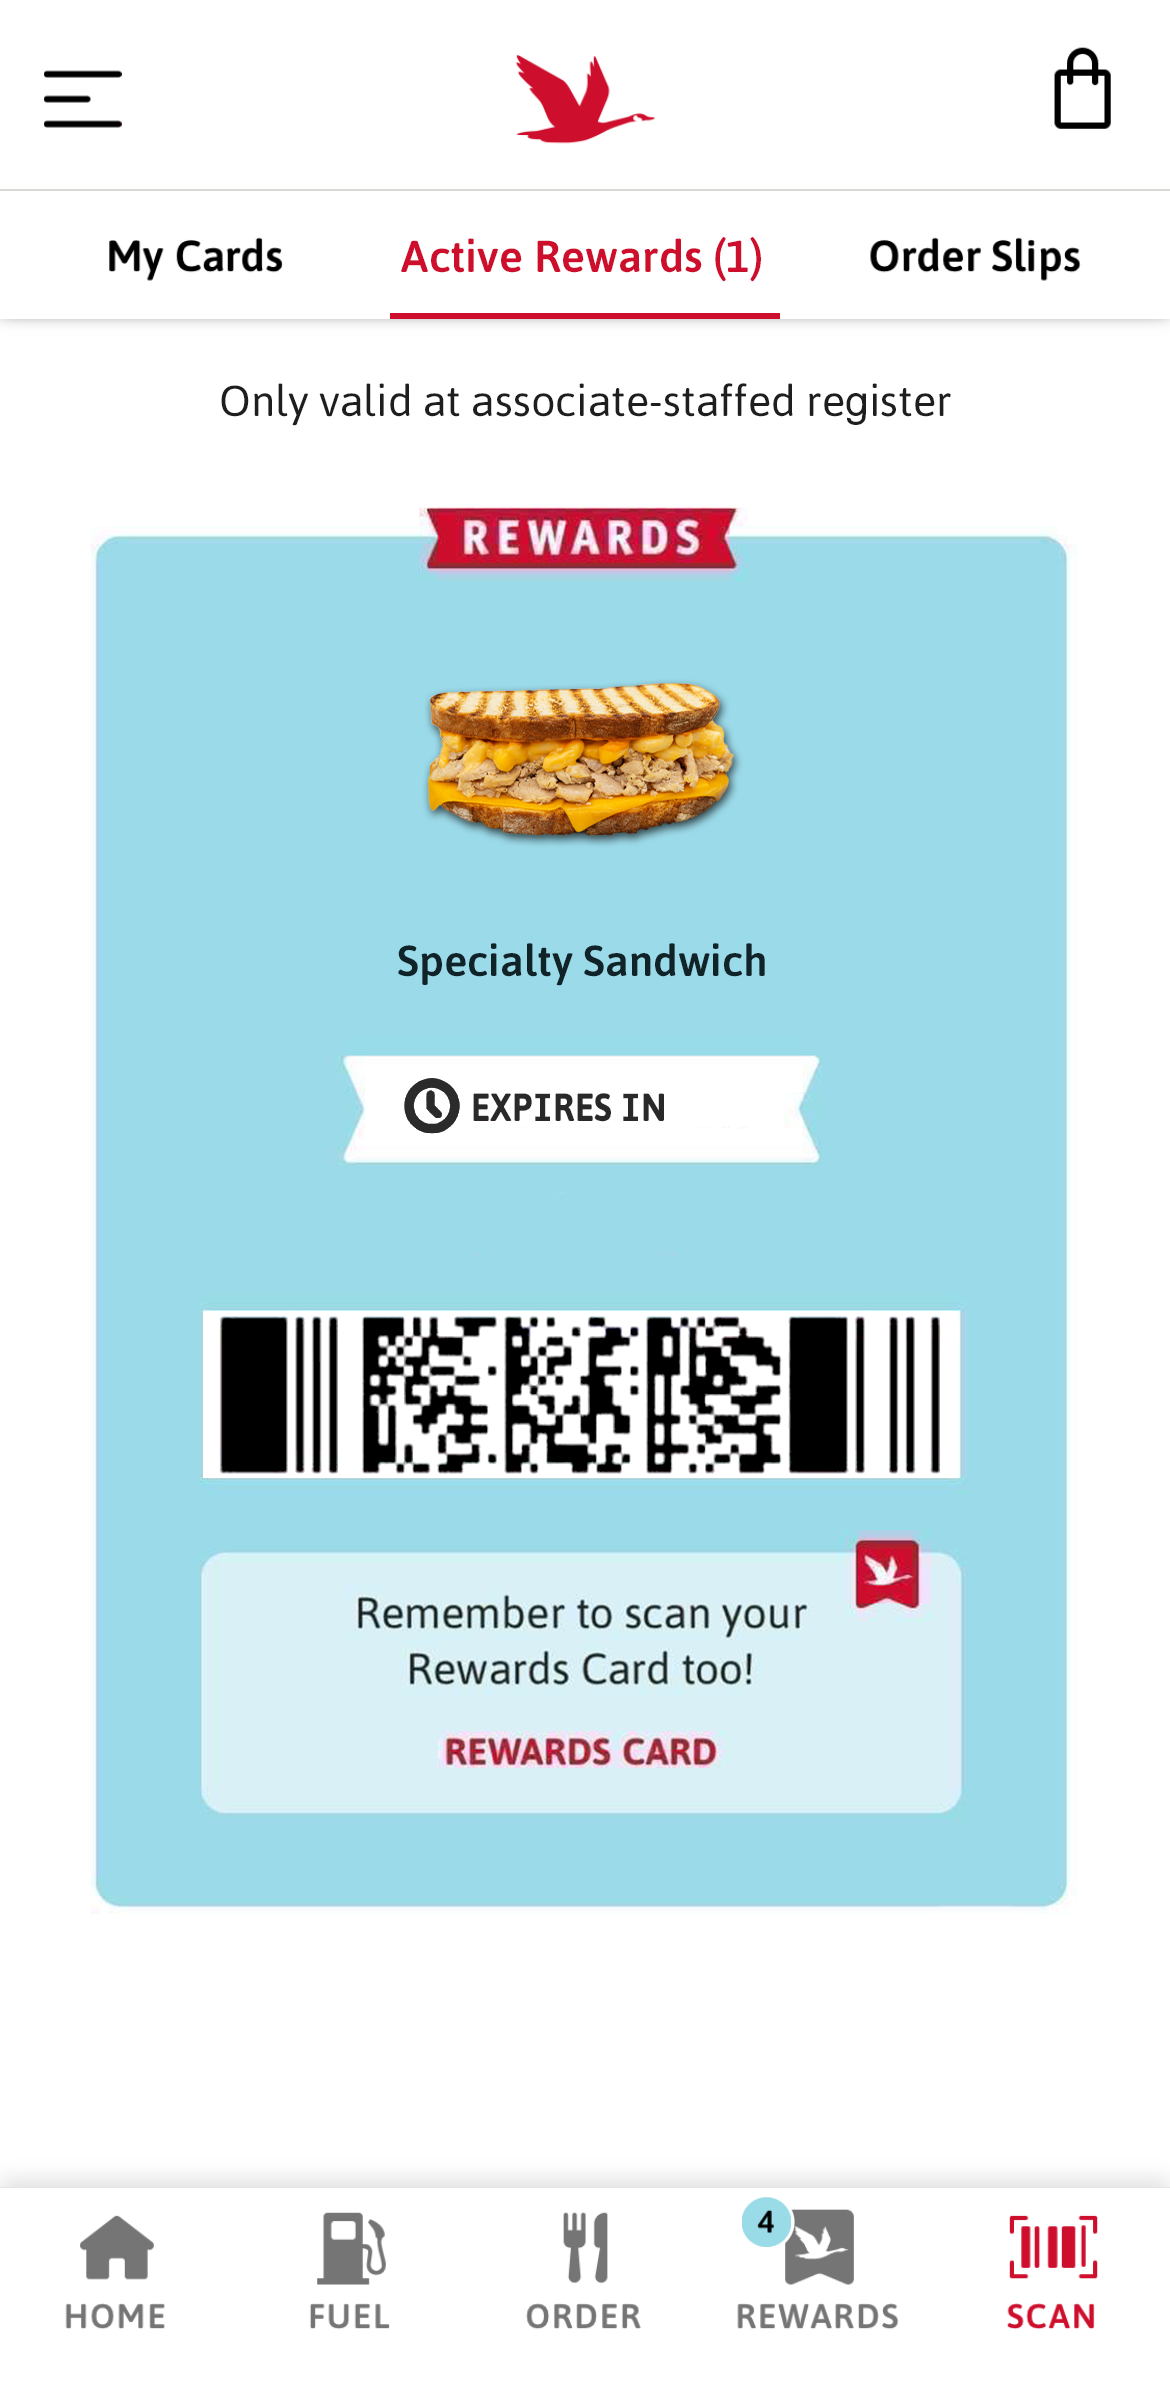 My Cards
Active Rewards (1)
Order Slips
Only valid at associate-staffed register
REWARDS
Specialty Sandwich
EXPIRES IN
Remember to scan your
Rewards Card too!
REWARDS CARD
HOME
FUEL
ORDER
4
REWARDS
SCAN